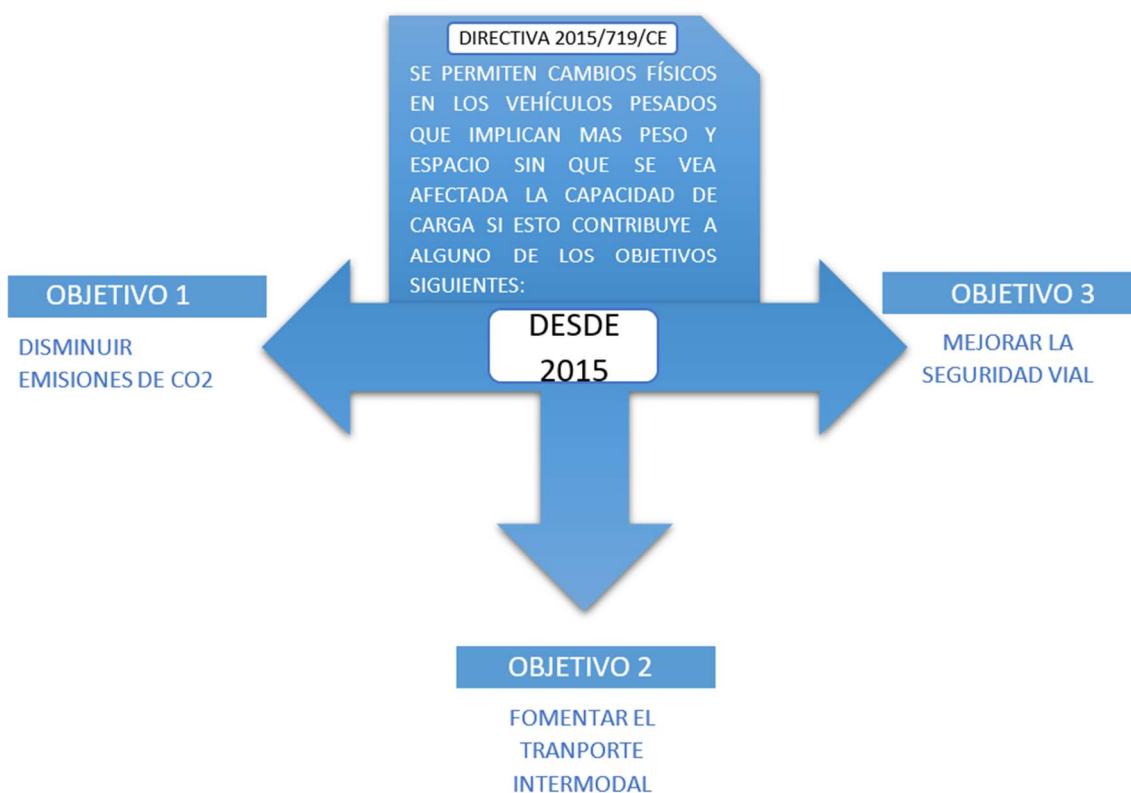 DIRECTIVA 2015/719/CE
SE PERMITEN CAMBIOS FÍSICOS
EN LOS VEHÍCULOS PESADOS
QUE IMPLICAN MAS PESO Y
ESPACIO SIN QUE SE VEA
AFECTADA LA CAPACIDAD DE
CARGA SI ESTO CONTRIBUYE A
ALGUNO DE LOS OBJETIVOS
SIGUIENTES:
DESDE
2015
OBJETIVO 1
DISMINUIR
EMISIONES DE CO2
OBJETIVO 3
MEJORAR LA
SEGURIDAD VIAL
OBJETIVO 2
FOMENTAR EL
TRANPORTE
INTERMODAL